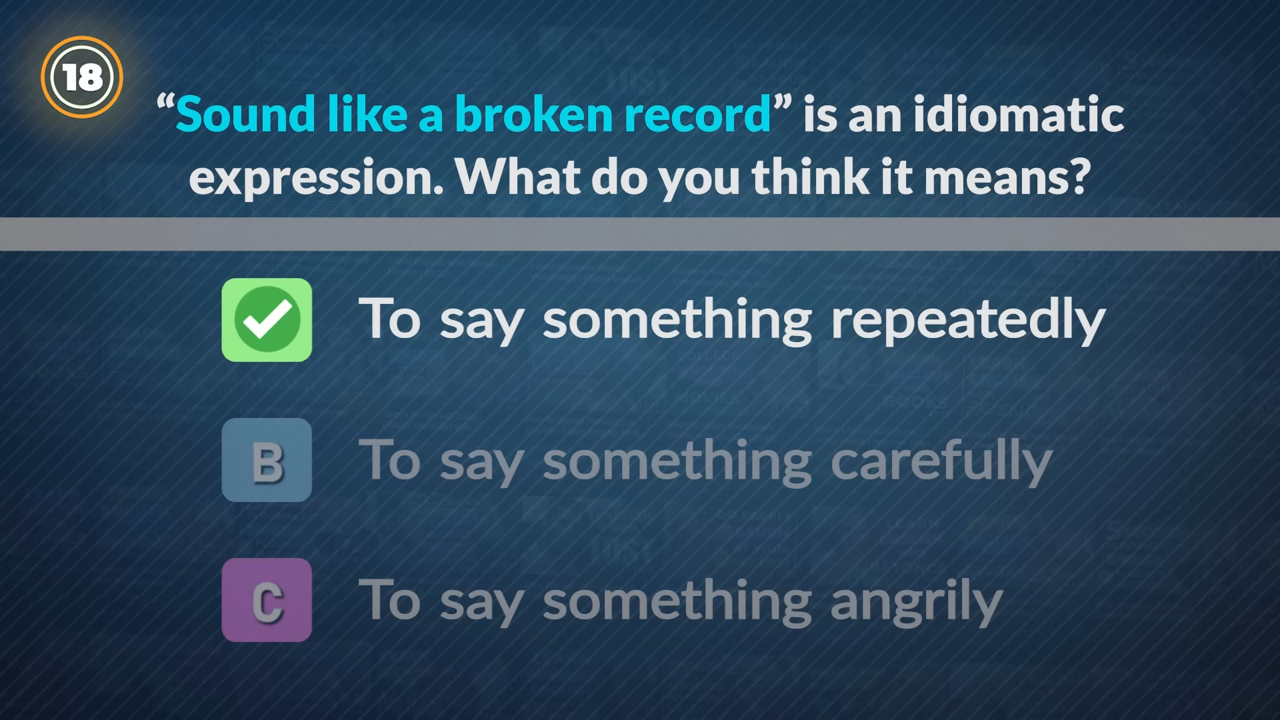 18
“Sound like a broken record” is an idiomatic
expression. What do you think it means?
To say something repeatedly
B To say something carefully
C To say something angrily